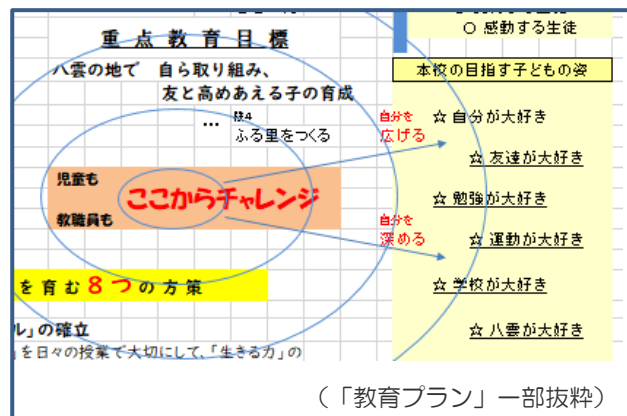 ○ 感動する生徒
重 点 教 育 目 標
八雲の地で 自ら取り組み、
友と高めあえる子の育成
ふる里をつくる
児童も
教職員も
ここからチャレンジ
自分を
広げる
自分を
深める
本校の目指す子どもの姿
☆ 自分が大好き
☆ 友達が大好き
☆ 勉強が大好き
☆ 運動が大好き
☆ 学校が大好き
☆ 八雲が大好き
を 育 む 8 つ の 方 策
ル」の確立
を日々の授業で大切にして、「生きる力」の
(「教育プラン」一部抜粋)